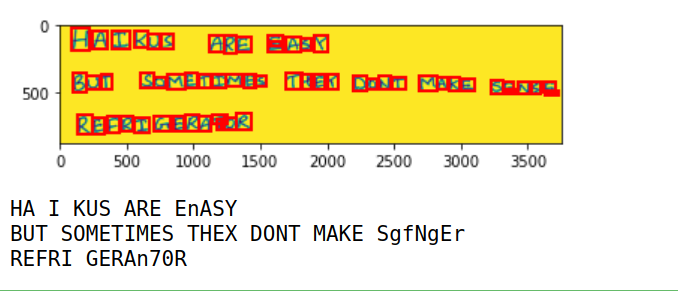 0
HAIKUS ARE EASY
BUT SOMETIMES THEY DONT MAKE SENSE
500
REFRIGERATOR
0 500 1000 1500 2000 2500 3000 3500
HA I KUS ARE EnASY
BUT SOMETIMES THEX DONT MAKE SgfNgEr
REFRI GERAn70R